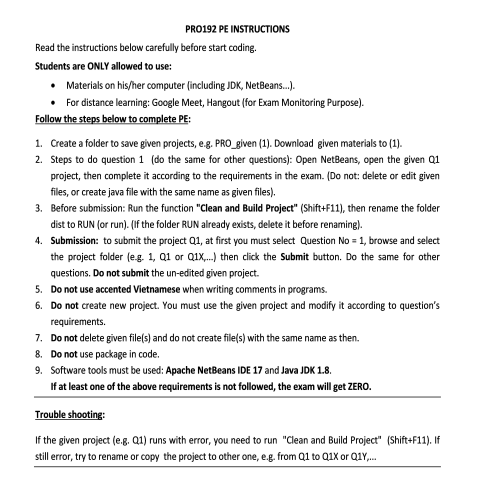 PRO192 PE INSTRUCTIONS
Read the instructions below carefully before start coding.
Students are ONLY allowed to use:
• Materials on his/her computer (including JDK, NetBeans...).
• For distance learning: Google Meet, Hangout (for Exam Monitoring Purpose).
Follow the steps below to complete PE:
1. Create a folder to save given projects, e.g. PRO_given (1). Download given materials to (1).
2. Steps to do question 1 (do the same for other questions): Open NetBeans, open the given Q1
project, then complete it according to the requirements in the exam. (Do not: delete or edit given
files, or create java file with the same name as given files).
3. Before submission: Run the function "Clean and Build Project" (Shift+F11), then rename the folder
dist to RUN (or run). (If the folder RUN already exists, delete it before renaming).
4. Submission: to submit the project Q1, at first you must select Question No = 1, browse and select
the project folder (e.g. 1, Q1 or Q1X,...) then click the Submit button. Do the same for other
questions. Do not submit the un-edited given project.
5. Do not use accented Vietnamese when writing comments in programs.
6. Do not create new project. You must use the given project and modify it according to question's
requirements.
7. Do not delete given file(s) and do not create file(s) with the same name as then.
8. Do not use package in code.
9. Software tools must be used: Apache NetBeans IDE 17 and Java JDK 1.8.
If at least one of the above requirements is not followed, the exam will get ZERO.
Trouble shooting:
If the given project (e.g. Q1) runs with error, you need to run "Clean and Build Project" (Shift+F11). If
still error, try to rename or copy the project to other one, e.g. from Q1 to Q1X Q1Y,...